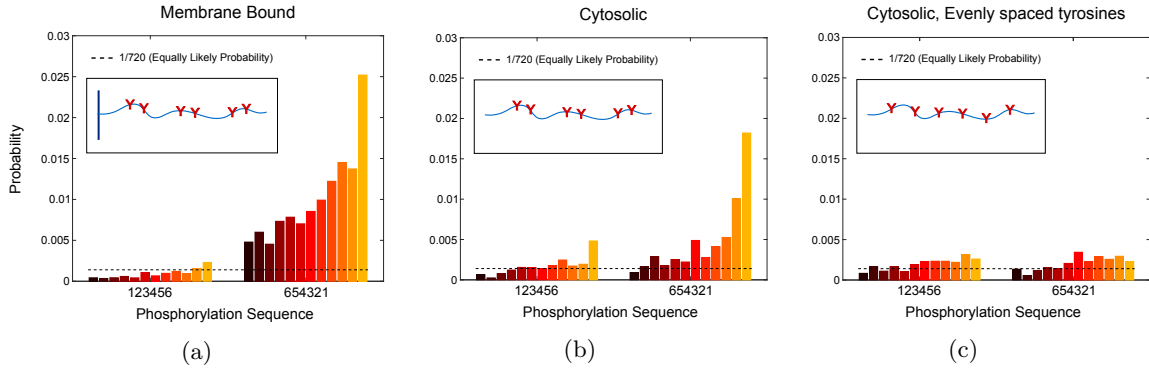 Membrane Bound
0.03
0.025
0.02
0.015
0.01
0.005
0
Probability
1/720 (Equally Likely Probability)
Y Y Y Y Y Y
123456
654321
Phosphorylation Sequence
(a)
Cytosolic
0.03
0.025
0.02
0.015
0.01
0.005
0
1/720 (Equally Likely Probability)
Y Y Y Y Y Y
123456
654321
Phosphorylation Sequence
(b)
Cytosolic, Evenly spaced tyrosines
0.03
0.025
0.02
0.015
0.01
0.005
0
1/720 (Equally Likely Probability)
Y Y Y Y Y Y
123456
654321
Phosphorylation Sequence
(c)